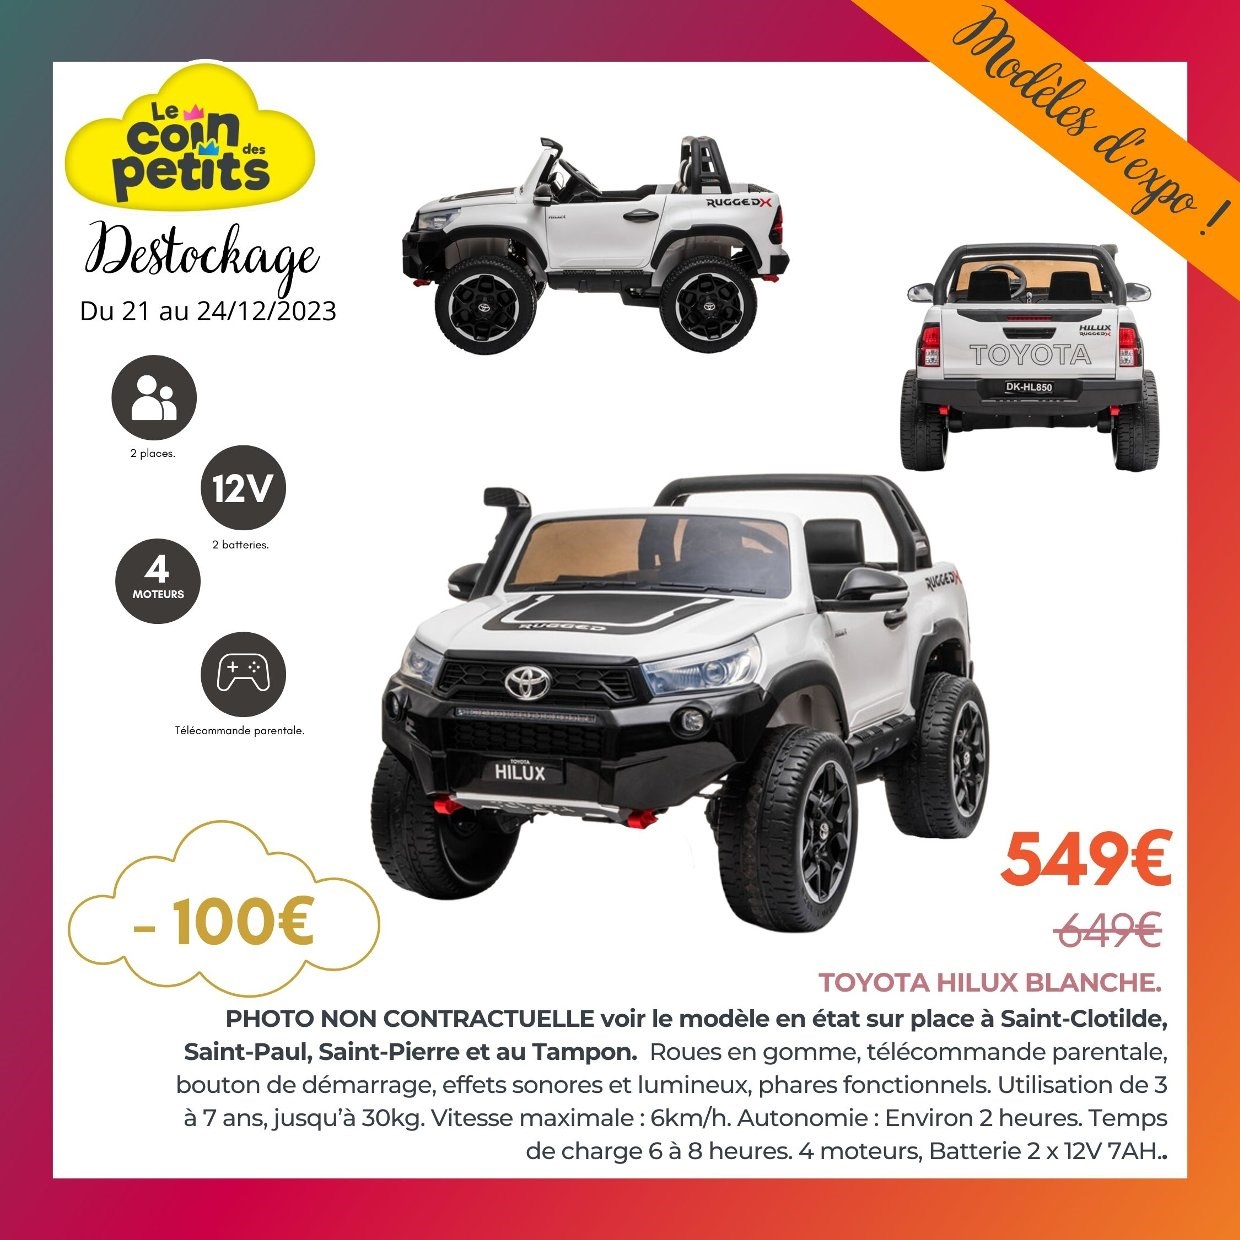 Modèles d'expo !
Le
coin
des
petits
Destockage
Du 21 au 24/12/2023
RUGGEDX
HILUX
RUGGEDX
TOYOTA
DK-HL850
2 places.
12V
2 batteries.
4
MOTEURS
Télécommande parentale.
RUGGEDX
RUGGED
TOYOTA
HILUX
- 100€
549€
649€
TOYOTA HILUX BLANCHE.
PHOTO NON CONTRACTUELLE voir le modèle en état sur place à Saint-Clotilde,
Saint-Paul, Saint-Pierre et au Tampon. Roues en gomme, télécommande parentale,
bouton de démarrage, effets sonores et lumineux, phares fonctionnels. Utilisation de 3
à 7 ans, jusqu'à 30kg. Vitesse maximale : 6km/h. Autonomie : Environ 2 heures. Temps
de charge 6 à 8 heures. 4 moteurs, Batterie 2 x 12V 7AH..